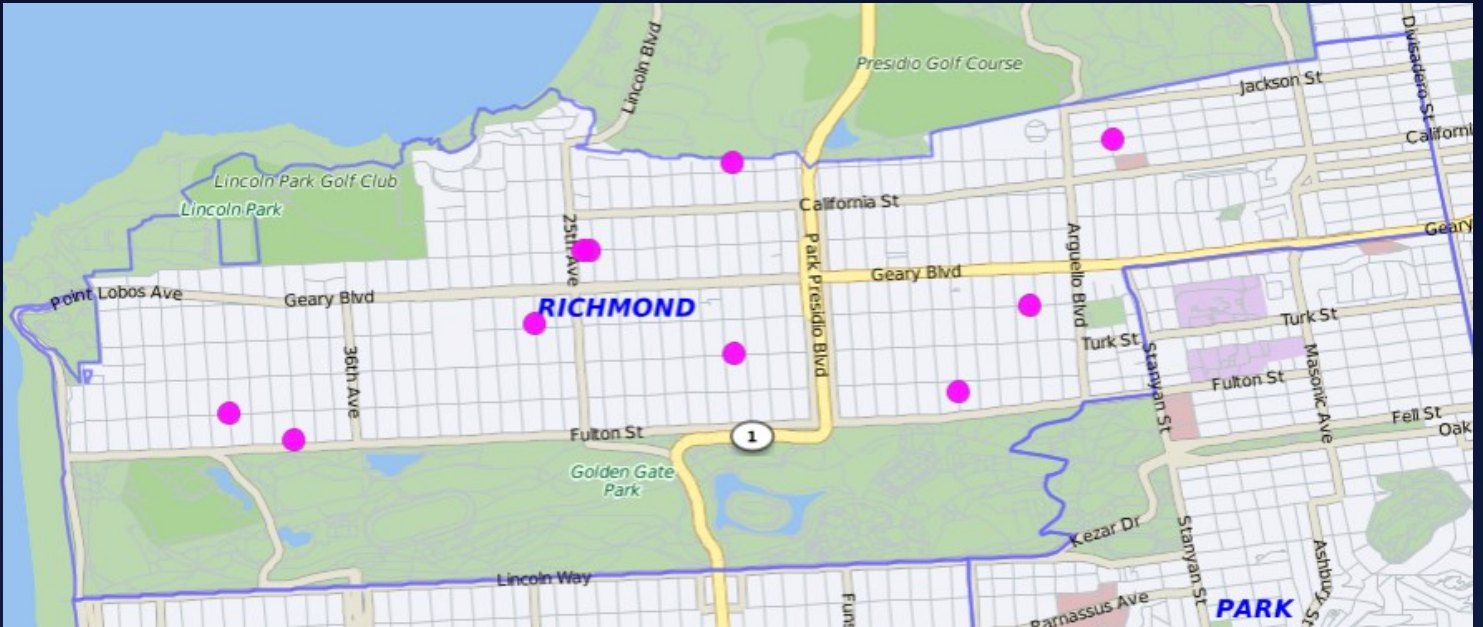 Lincoln Blvd
Presidio Golf Course
Divisadero St
Jackson St
Californ
Lincoln Park Golf Club
Lincoln Park
California St
25th Ave
Park Presidio Blvd
Arguello Blvd
Geary
Geary Blvd
Point Lobos Ave
Geary Blvd
RICHMOND
Turk St
Turk St
36th Ave
Stanyan St
Masonic Ave
Fulton St
Fell St
Oak
Fulton St
1
Golden Gate
Park
Kezar Dr
Stanyan St
Ashbury St
Lincoln Way
Funs
Parnassus Ave
PARK